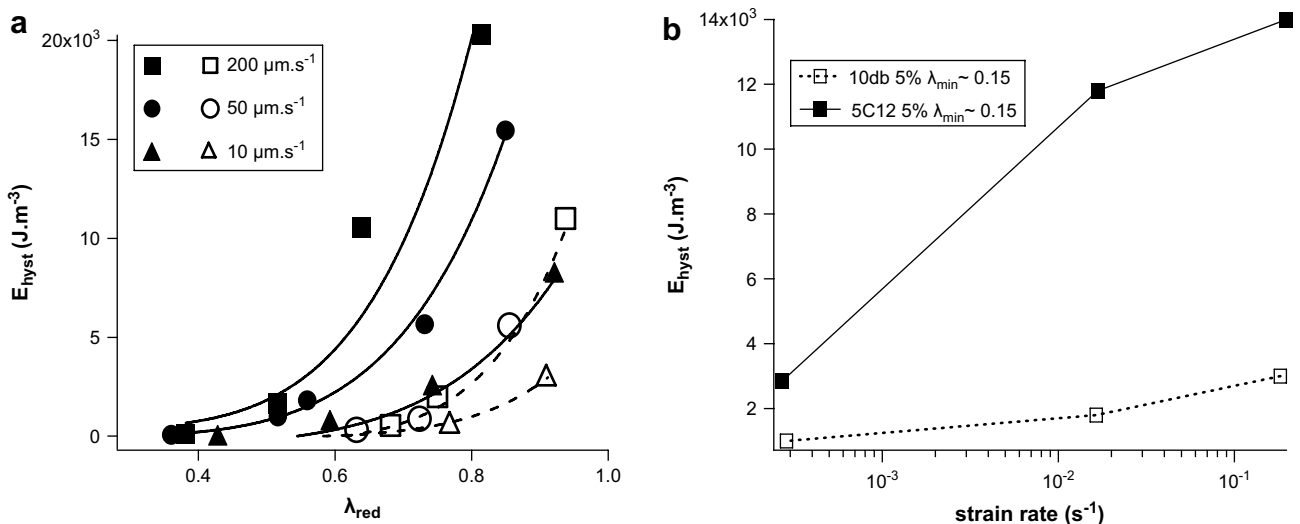 a
20x10³
15
10
5
0
E_hyst (J.m⁻³)
200 µm.s⁻¹
50 µm.s⁻¹
10 µm.s⁻¹
0.4 0.6 0.8 1.0
λ_red
b
14x10³
12
10
8
6
4
2
E_hyst (J.m⁻³)
10db 5% λ_min~ 0.15
5C12 5% λ_min~ 0.15
10⁻³ 10⁻² 10⁻¹
strain rate (s⁻¹)